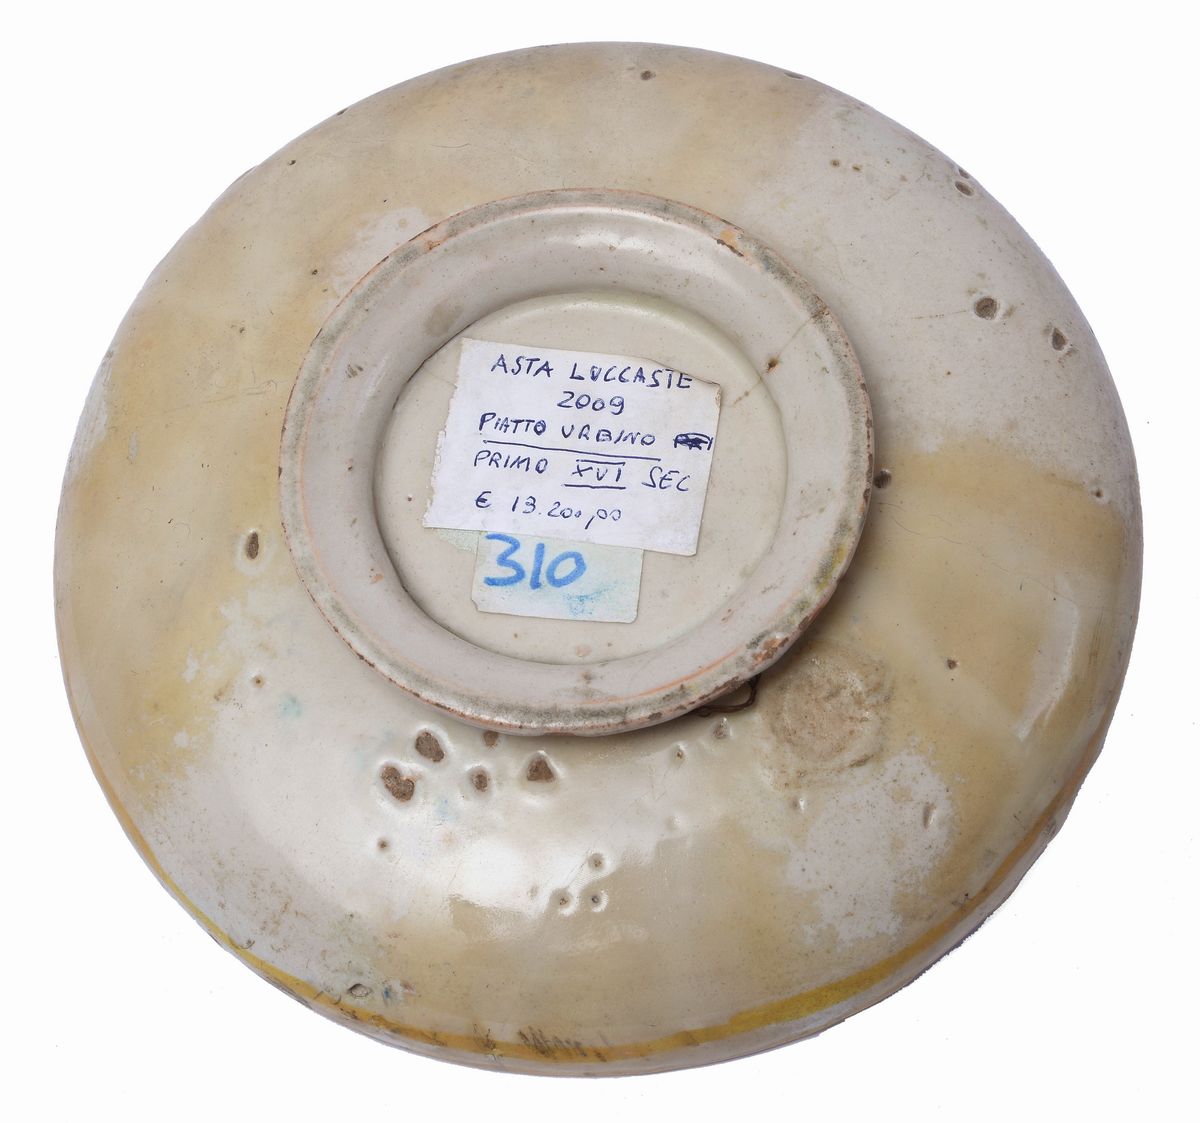 ASTA LUCCASTE
2009
PIATTO URBINO
PRIMO XVI SEC
€ 13.200,00
310